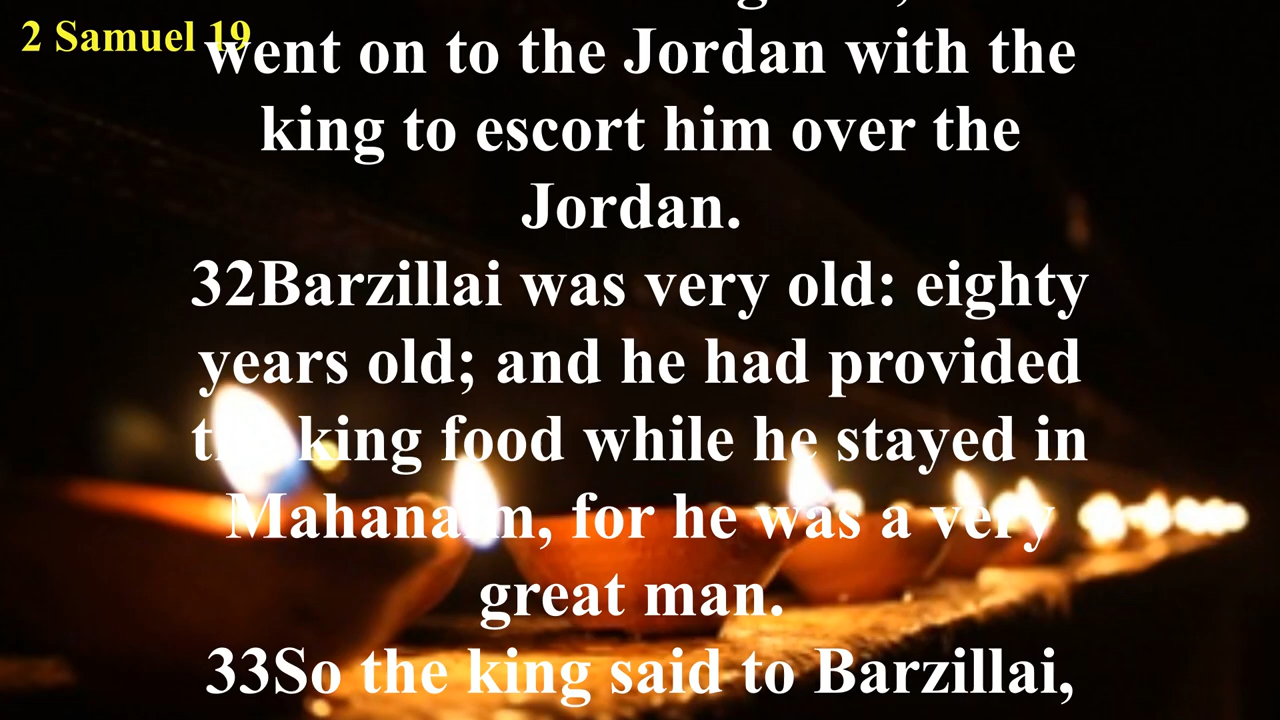 2 Samuel 19
went on to the Jordan with the
king to escort him over the
Jordan.
32Barzillai was very old: eighty
years old; and he had provided
the king food while he stayed in
Mahanaim, for he was a very
great man.
33So the king said to Barzillai,